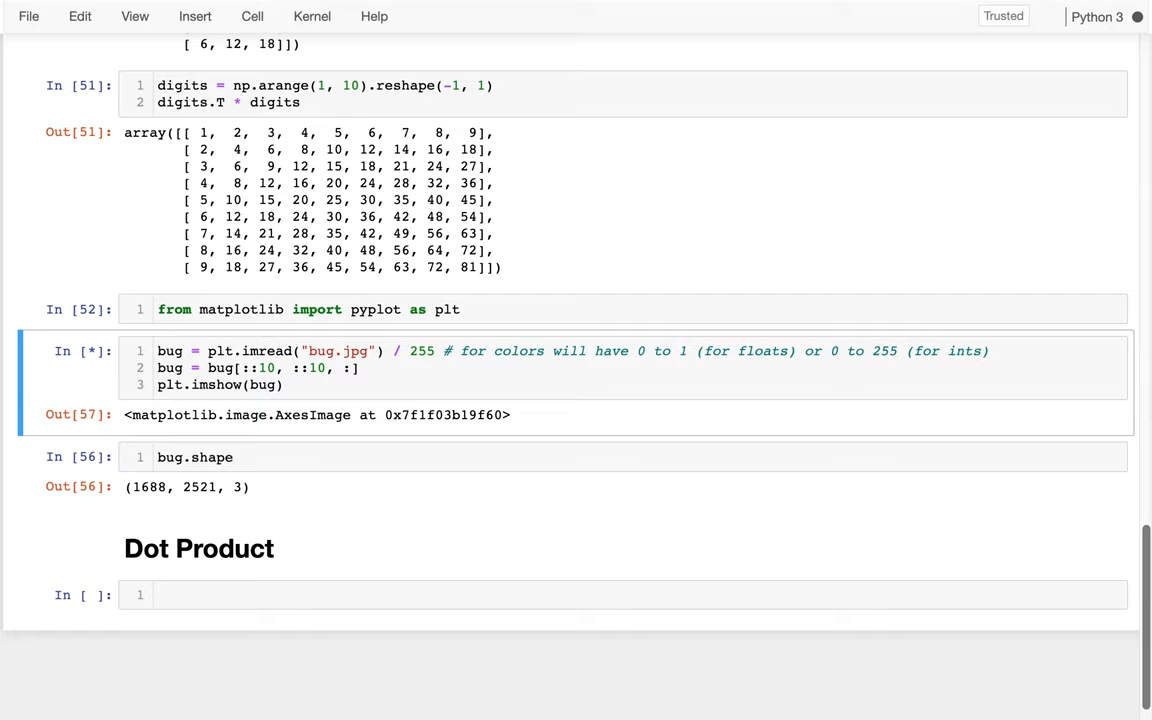 File Edit View Insert Cell Kernel Help Trusted Python 3
[ 6, 12, 18]])
In [51]: 1 digits = np.arange(1, 10).reshape(-1, 1)
2 digits.T * digits
Out[51]: array([[ 1, 2, 3, 4, 5, 6, 7, 8, 9],
[ 2, 4, 6, 8, 10, 12, 14, 16, 18],
[ 3, 6, 9, 12, 15, 18, 21, 24, 27],
[ 4, 8, 12, 16, 20, 24, 28, 32, 36],
[ 5, 10, 15, 20, 25, 30, 35, 40, 45],
[ 6, 12, 18, 24, 30, 36, 42, 48, 54],
[ 7, 14, 21, 28, 35, 42, 49, 56, 63],
[ 8, 16, 24, 32, 40, 48, 56, 64, 72],
[ 9, 18, 27, 36, 45, 54, 63, 72, 81]])
In [52]: 1 from matplotlib import pyplot as plt
In [*]: 1 bug = plt.imread("bug.jpg") / 255 # for colors will have 0 to 1 (for floats) or 0 to 255 (for ints)
2 bug = bug[::10, ::10, :]
3 plt.imshow(bug)
Out[57]: <matplotlib.image.AxesImage at 0x7f1f03b19f60>
In [56]: 1 bug.shape
Out[56]: (1688, 2521, 3)
Dot Product
In [ ]: 1